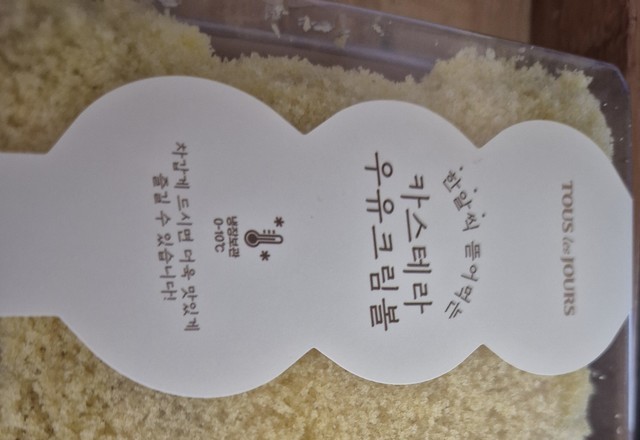 TOUS les JOURS
한 알씩 뜯어먹는
카스테라
우유크림볼
냉장보관
0-10℃
차갑게 드시면 더욱 맛있게
즐길 수 있습니다!